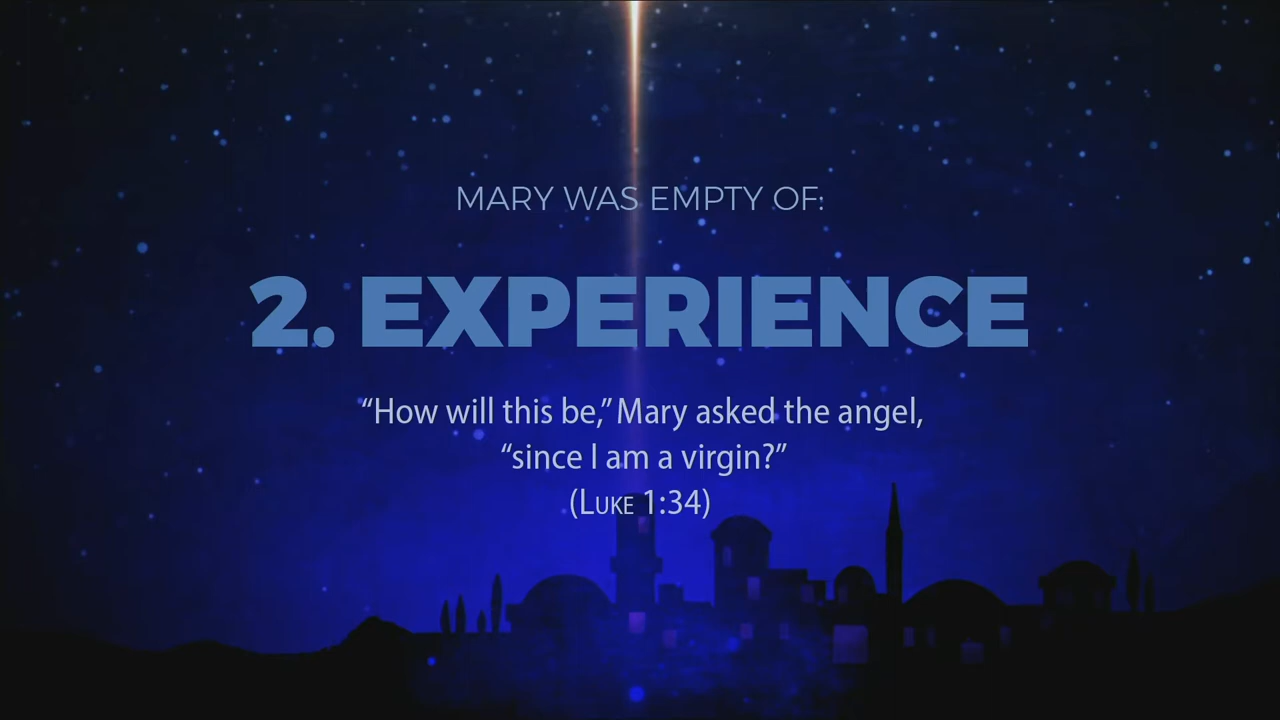 MARY WAS EMPTY OF:
2. EXPERIENCE
“How will this be,” Mary asked the angel,
“since I am a virgin?”
(Luke 1:34)